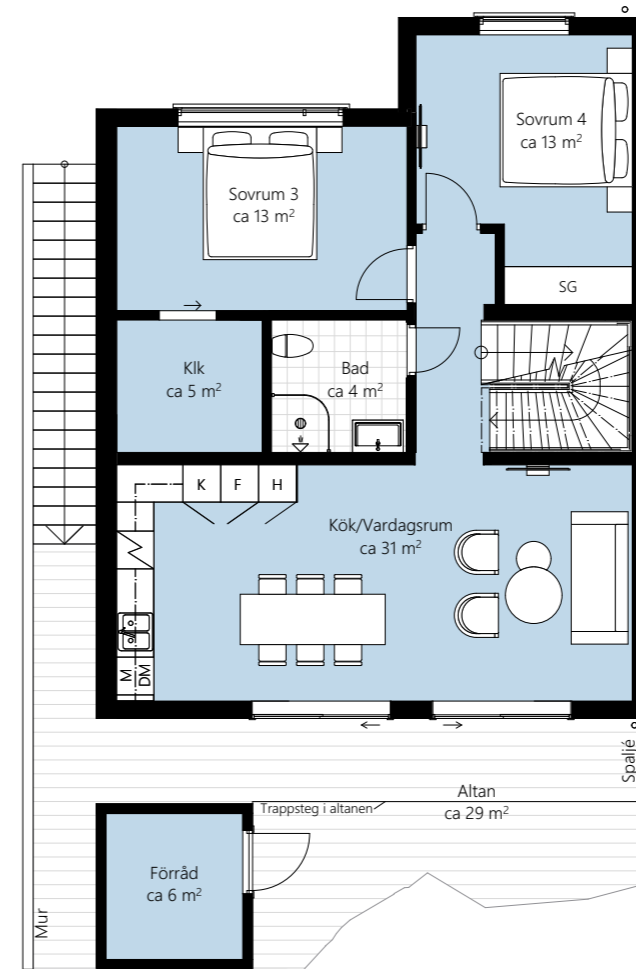 Sovrum 4
ca 13 m²
Sovrum 3
ca 13 m²
SG
Klk
ca 5 m²
Bad
ca 4 m²
K F H
Kök/Vardagsrum
ca 31 m²
M
DM
Spaljé
Altan
ca 29 m²
Trappsteg i altanen
Förråd
ca 6 m²
Mur